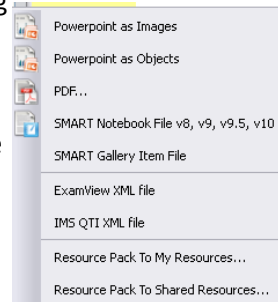 Powerpoint as Images
Powerpoint as Objects
PDF...
SMART Notebook File v8, v9, v9.5, v10
SMART Gallery Item File
ExamView XML file
IMS QTI XML file
Resource Pack To My Resources...
Resource Pack To Shared Resources...